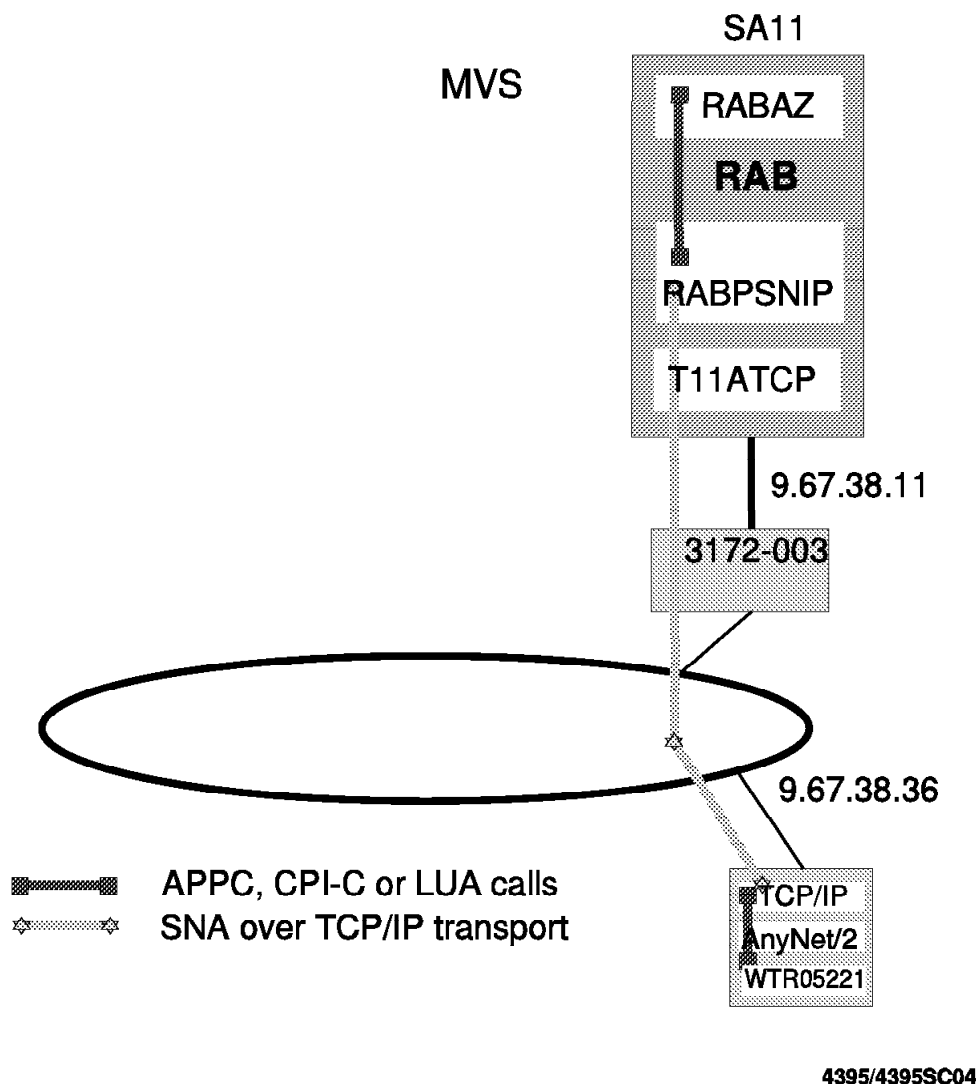 SA11
MVS
RABAZ
RAB
RABPSNIP
T11ATCP
9.67.38.11
3172-003
9.67.38.36
APPC, CPI-C or LUA calls
SNA over TCP/IP transport
TCP/IP
AnyNet/2
WTR05221
4395/4395SC04